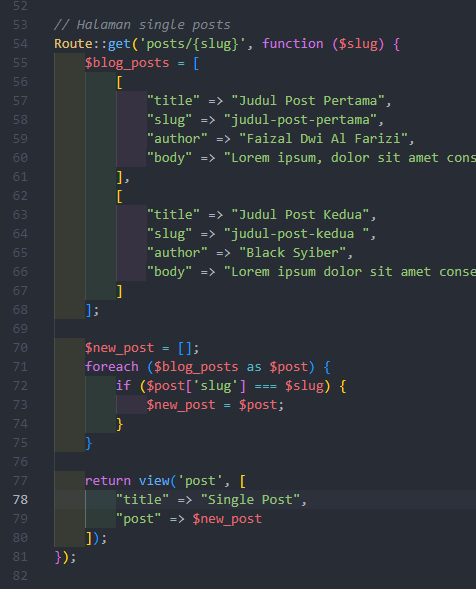 52
53 // Halaman single posts
54 Route::get('posts/{slug}', function ($slug) {
55 $blog_posts = [
56 [
57 "title" => "Judul Post Pertama",
58 "slug" => "judul-post-pertama",
59 "author" => "Faizal Dwi Al Farizi",
60 "body" => "Lorem ipsum, dolor sit amet cons
61 ],
62 [
63 "title" => "Judul Post Kedua",
64 "slug" => "judul-post-kedua ",
65 "author" => "Black Syiber",
66 "body" => "Lorem ipsum dolor sit amet conse
67 ]
68 ];
69
70 $new_post = [];
71 foreach ($blog_posts as $post) {
72 if ($post['slug'] === $slug) {
73 $new_post = $post;
74 }
75 }
76
77 return view('post', [
78 "title" => "Single Post",
79 "post" => $new_post
80 ]);
81 });
82